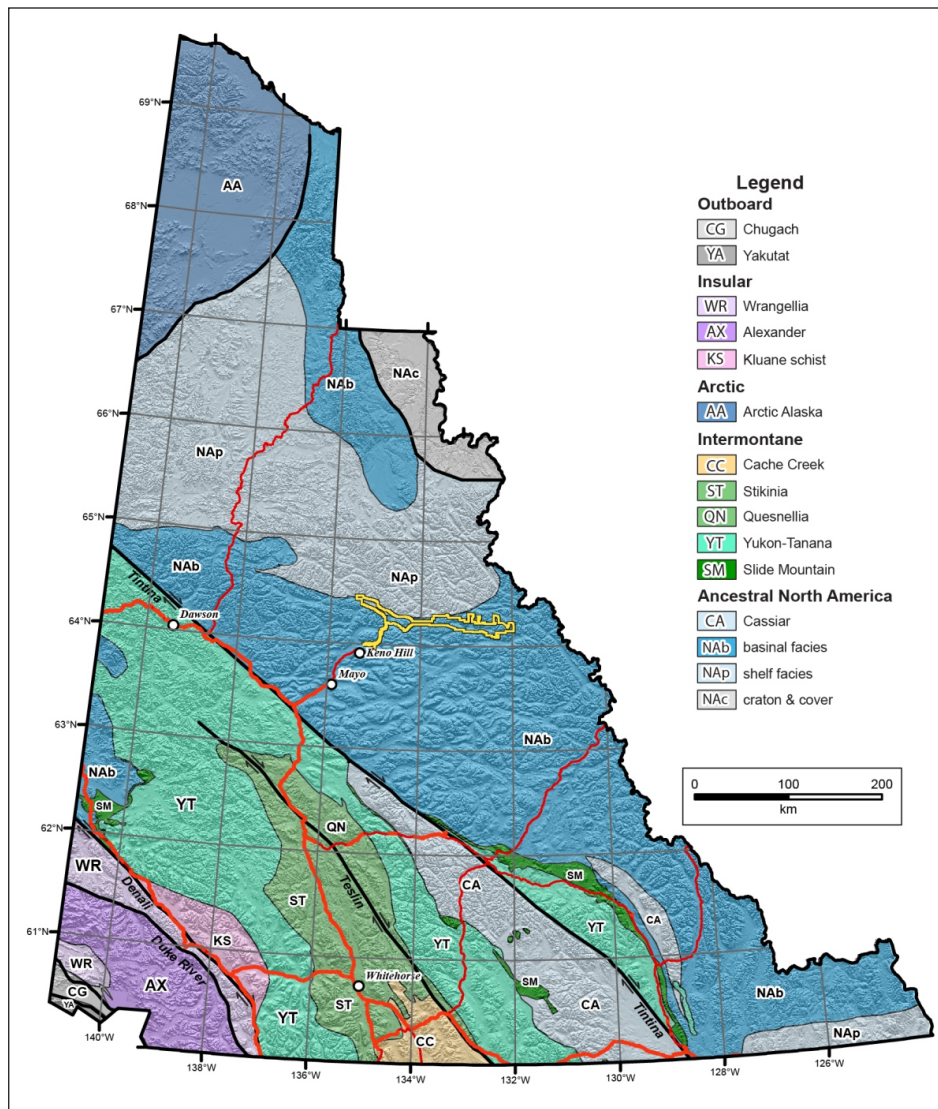 69°N
68°N
67°N
66°N
65°N
64°N
63°N
62°N
61°N
140°W
138°W
136°W
134°W
132°W
130°W
128°W
126°W
AA
NAb
NAc
NAp
NAb
NAp
Tintina
Dawson
Keno Hill
Mayo
NAb
NAb
SM
YT
QN
SM
CA
CA
WR
Denali
ST
Teslin
YT
YT
KS
Duke River
WR
Whitehorse
SM
CG
AX
ST
YA
YT
CA
Tintina
NAb
CC
NAp
Legend
Outboard
CG Chugach
YA Yakutat
Insular
WR Wrangellia
AX Alexander
KS Kluane schist
Arctic
AA Arctic Alaska
Intermontane
CC Cache Creek
ST Stikinia
QN Quesnellia
YT Yukon-Tanana
SM Slide Mountain
Ancestral North America
CA Cassiar
NAb basinal facies
NAp shelf facies
NAc craton & cover
0 100 200
km